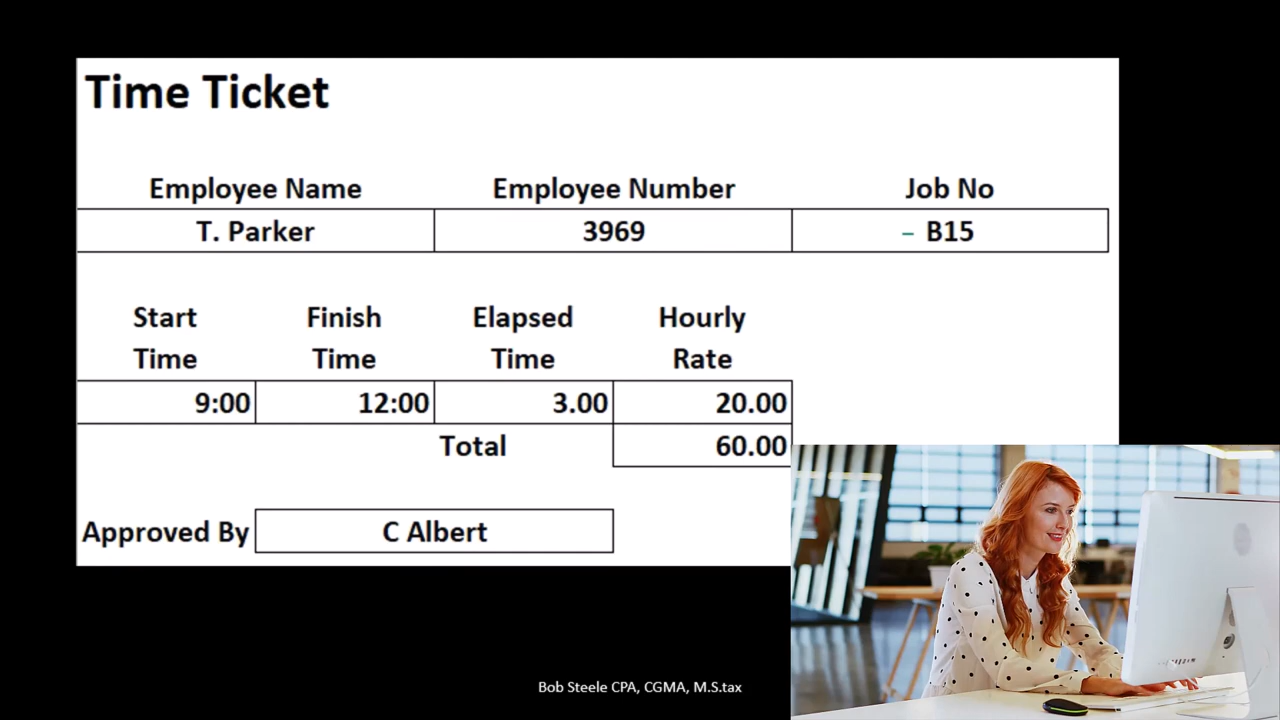 Time Ticket
Employee Name Employee Number Job No
T. Parker 3969 – B15
Start Finish Elapsed Hourly
Time Time Time Rate
9:00 12:00 3.00 20.00
Total 60.00
Approved By C Albert
Bob Steele CPA, CGMA, M.S.tax